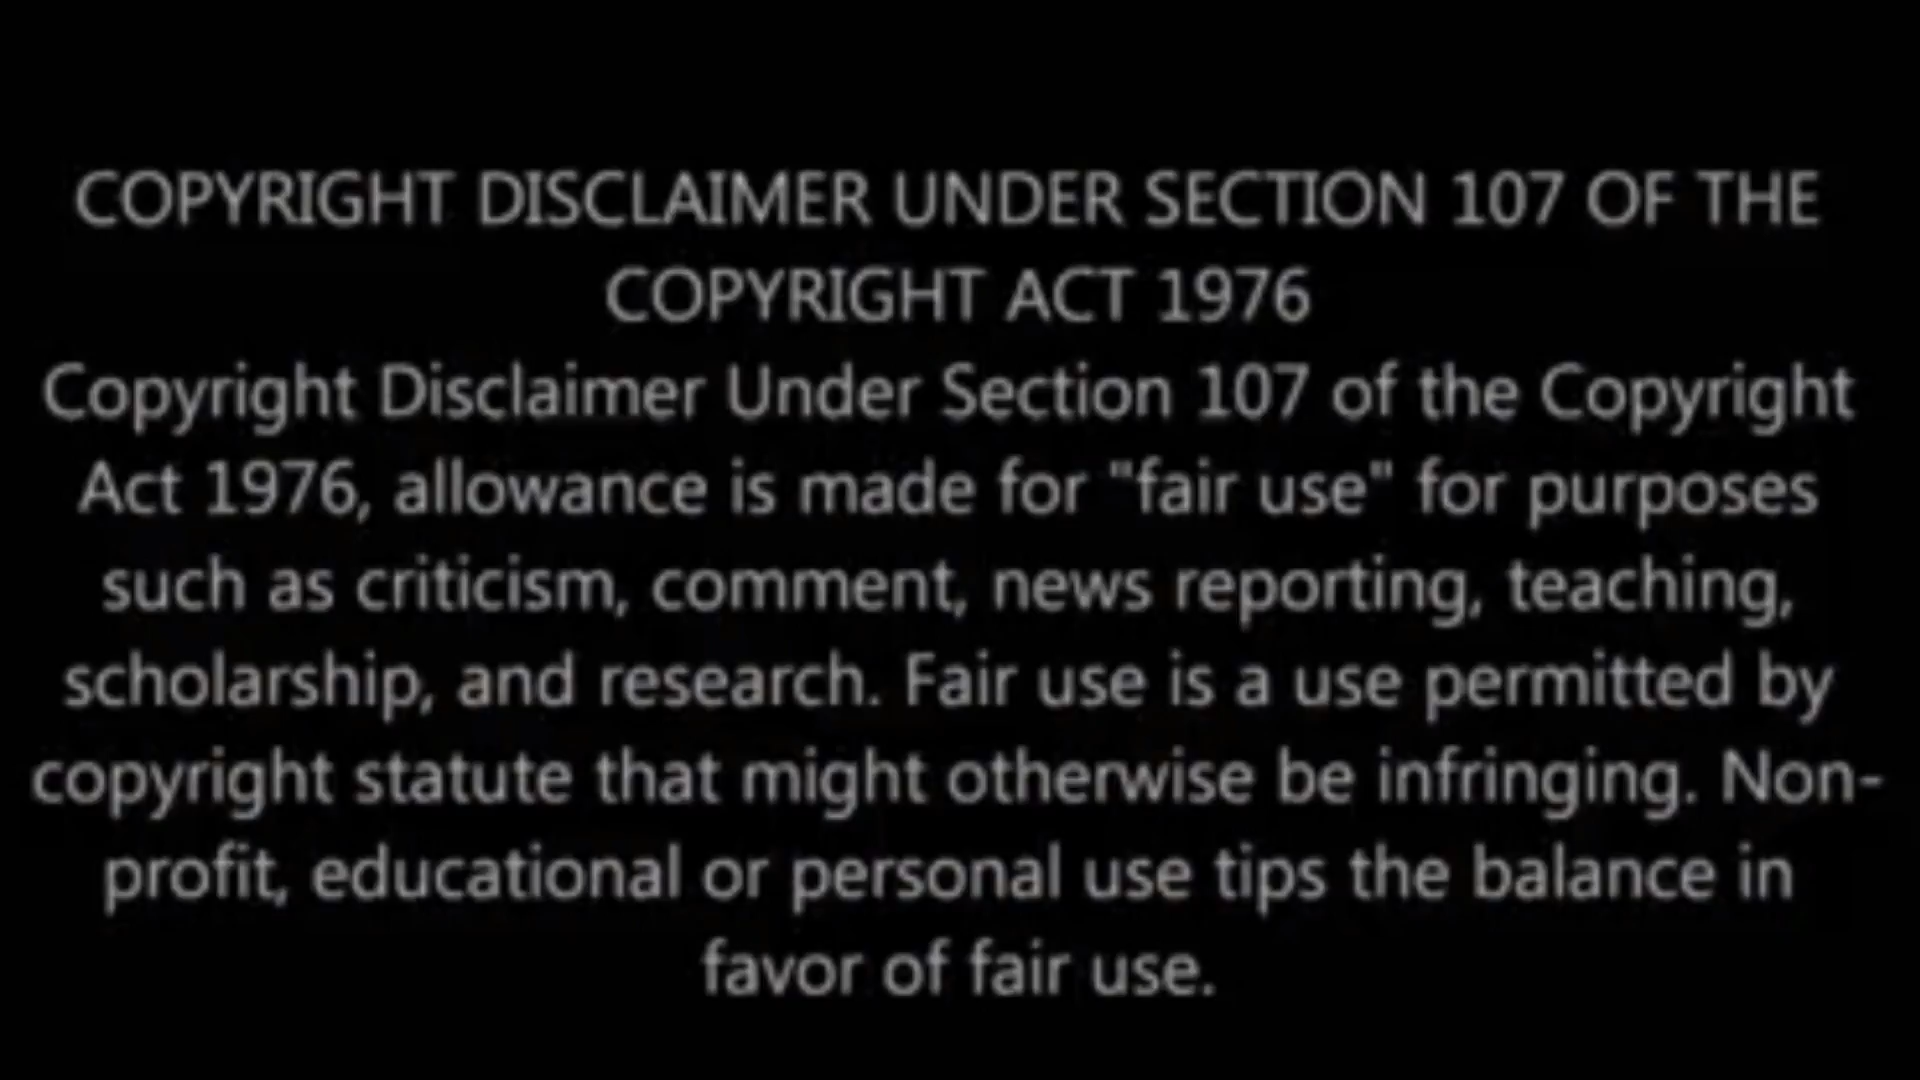 COPYRIGHT DISCLAIMER UNDER SECTION 107 OF THE
COPYRIGHT ACT 1976
Copyright Disclaimer Under Section 107 of the Copyright
Act 1976, allowance is made for "fair use" for purposes
such as criticism, comment, news reporting, teaching,
scholarship, and research. Fair use is a use permitted by
copyright statute that might otherwise be infringing. Non-
profit, educational or personal use tips the balance in
favor of fair use.